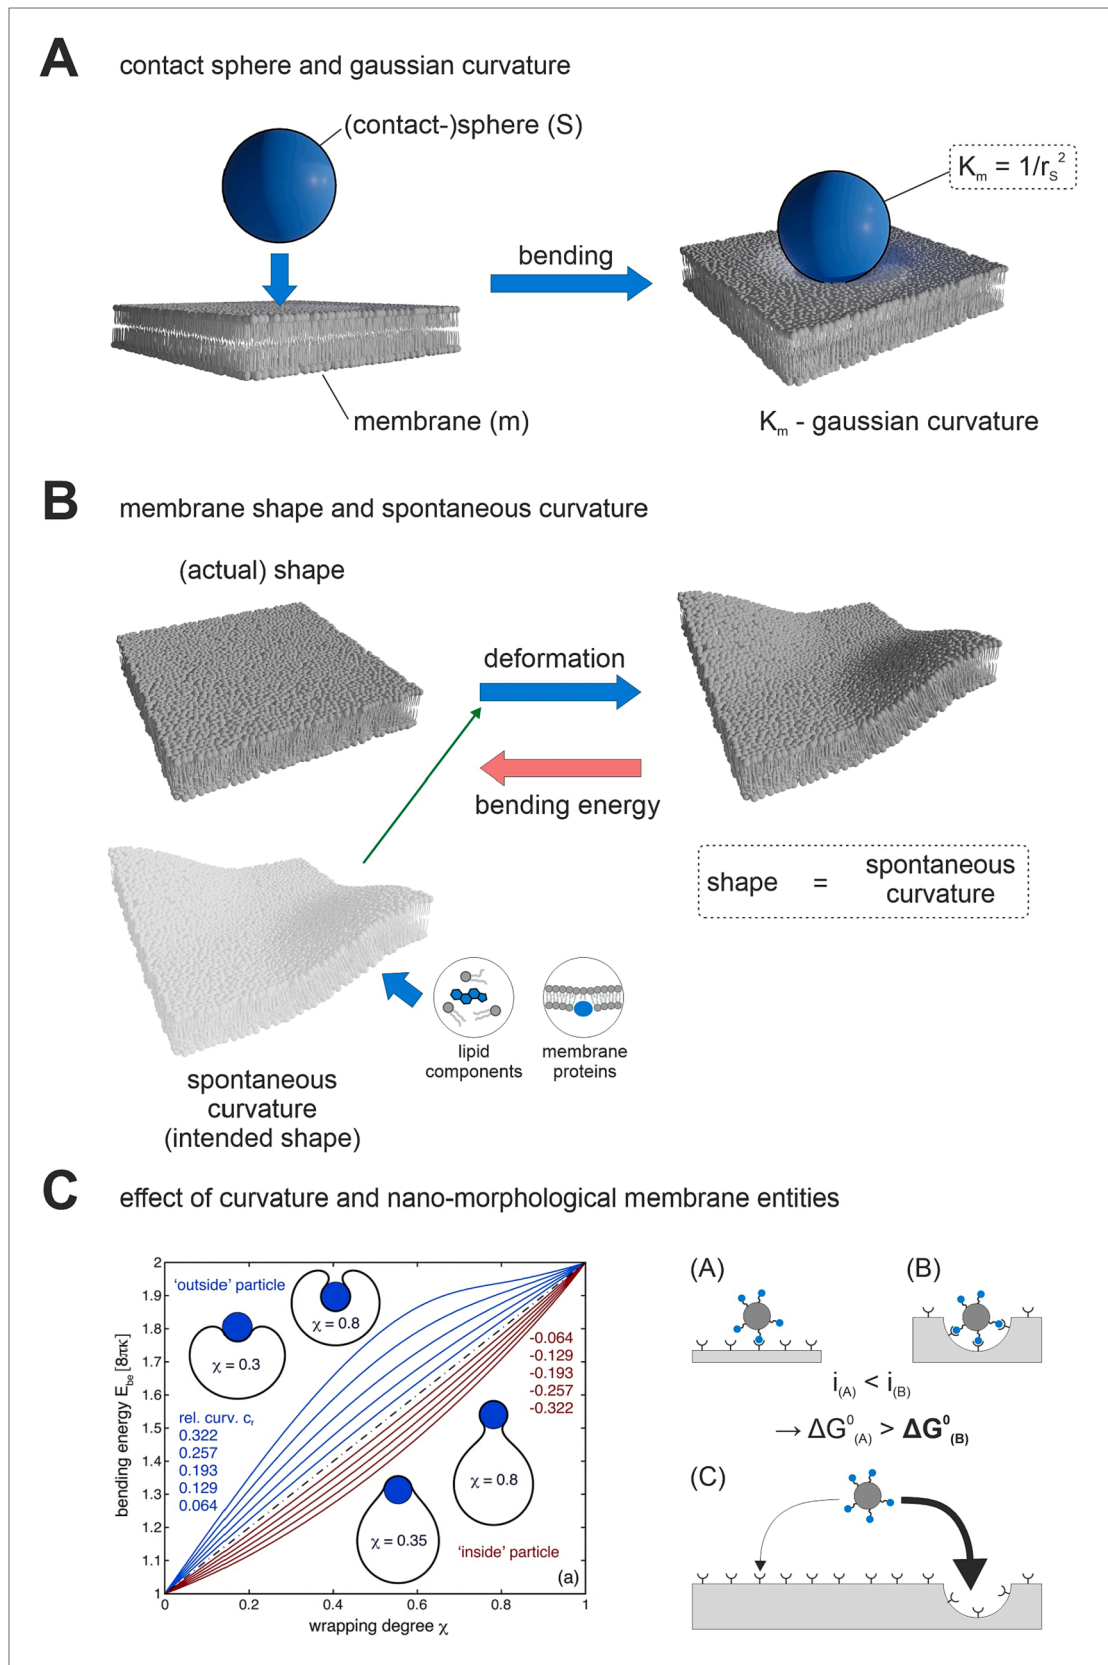 A
contact sphere and gaussian curvature
(contact-)sphere (S)
Kₘ = 1/rₛ²
bending
membrane (m)
Kₘ - gaussian curvature
B
membrane shape and spontaneous curvature
(actual) shape
deformation
bending energy
shape = spontaneous
curvature
lipid
components
membrane
proteins
spontaneous
curvature
(intended shape)
C
effect of curvature and nano-morphological membrane entities
bending energy E_be [8πκ]
2
1.9
1.8
1.7
1.6
1.5
1.4
1.3
1.2
1.1
1
'outside' particle
χ = 0.8
χ = 0.3
rel. curv. cᵣ
0.322
0.257
0.193
0.129
0.064
-0.064
-0.129
-0.193
-0.257
-0.322
χ = 0.8
χ = 0.35
'inside' particle
(a)
0
0.2
0.4
0.6
0.8
1
wrapping degree χ
(A)
(B)
i₍A₎ < i₍B₎
→ ΔG⁰₍A₎ > ΔG⁰₍B₎
(C)